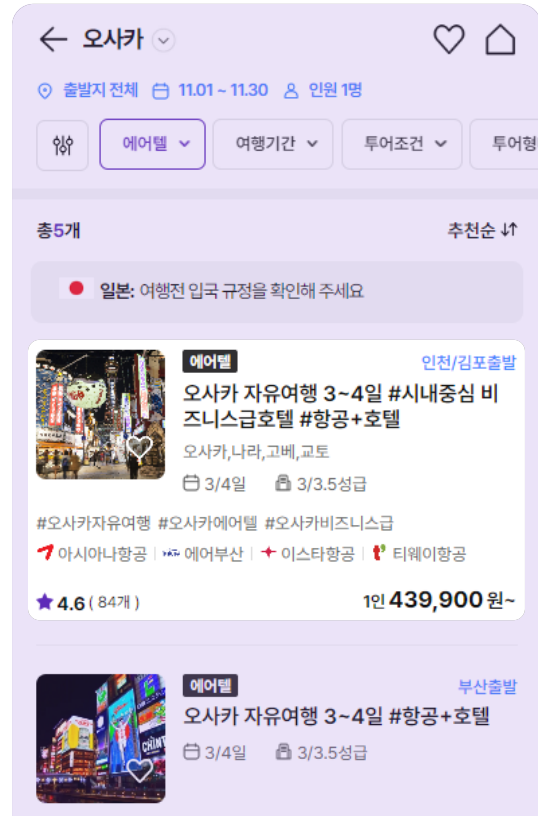 오사카
출발지 전체 11.01 ~ 11.30 인원 1명
에어텔 여행기간 투어조건 투어형
총5개 추천순
일본: 여행전 입국 규정을 확인해 주세요
에어텔 인천/김포출발
오사카 자유여행 3~4일 #시내중심 비
즈니스급호텔 #항공+호텔
오사카,나라,고베,교토
3/4일 3/3.5성급
#오사카자유여행 #오사카에어텔 #오사카비즈니스급
아시아나항공 에어부산 이스타항공 티웨이항공
4.6 ( 84개 ) 1인 439,900 원~
에어텔 부산출발
오사카 자유여행 3~4일 #항공+호텔
3/4일 3/3.5성급